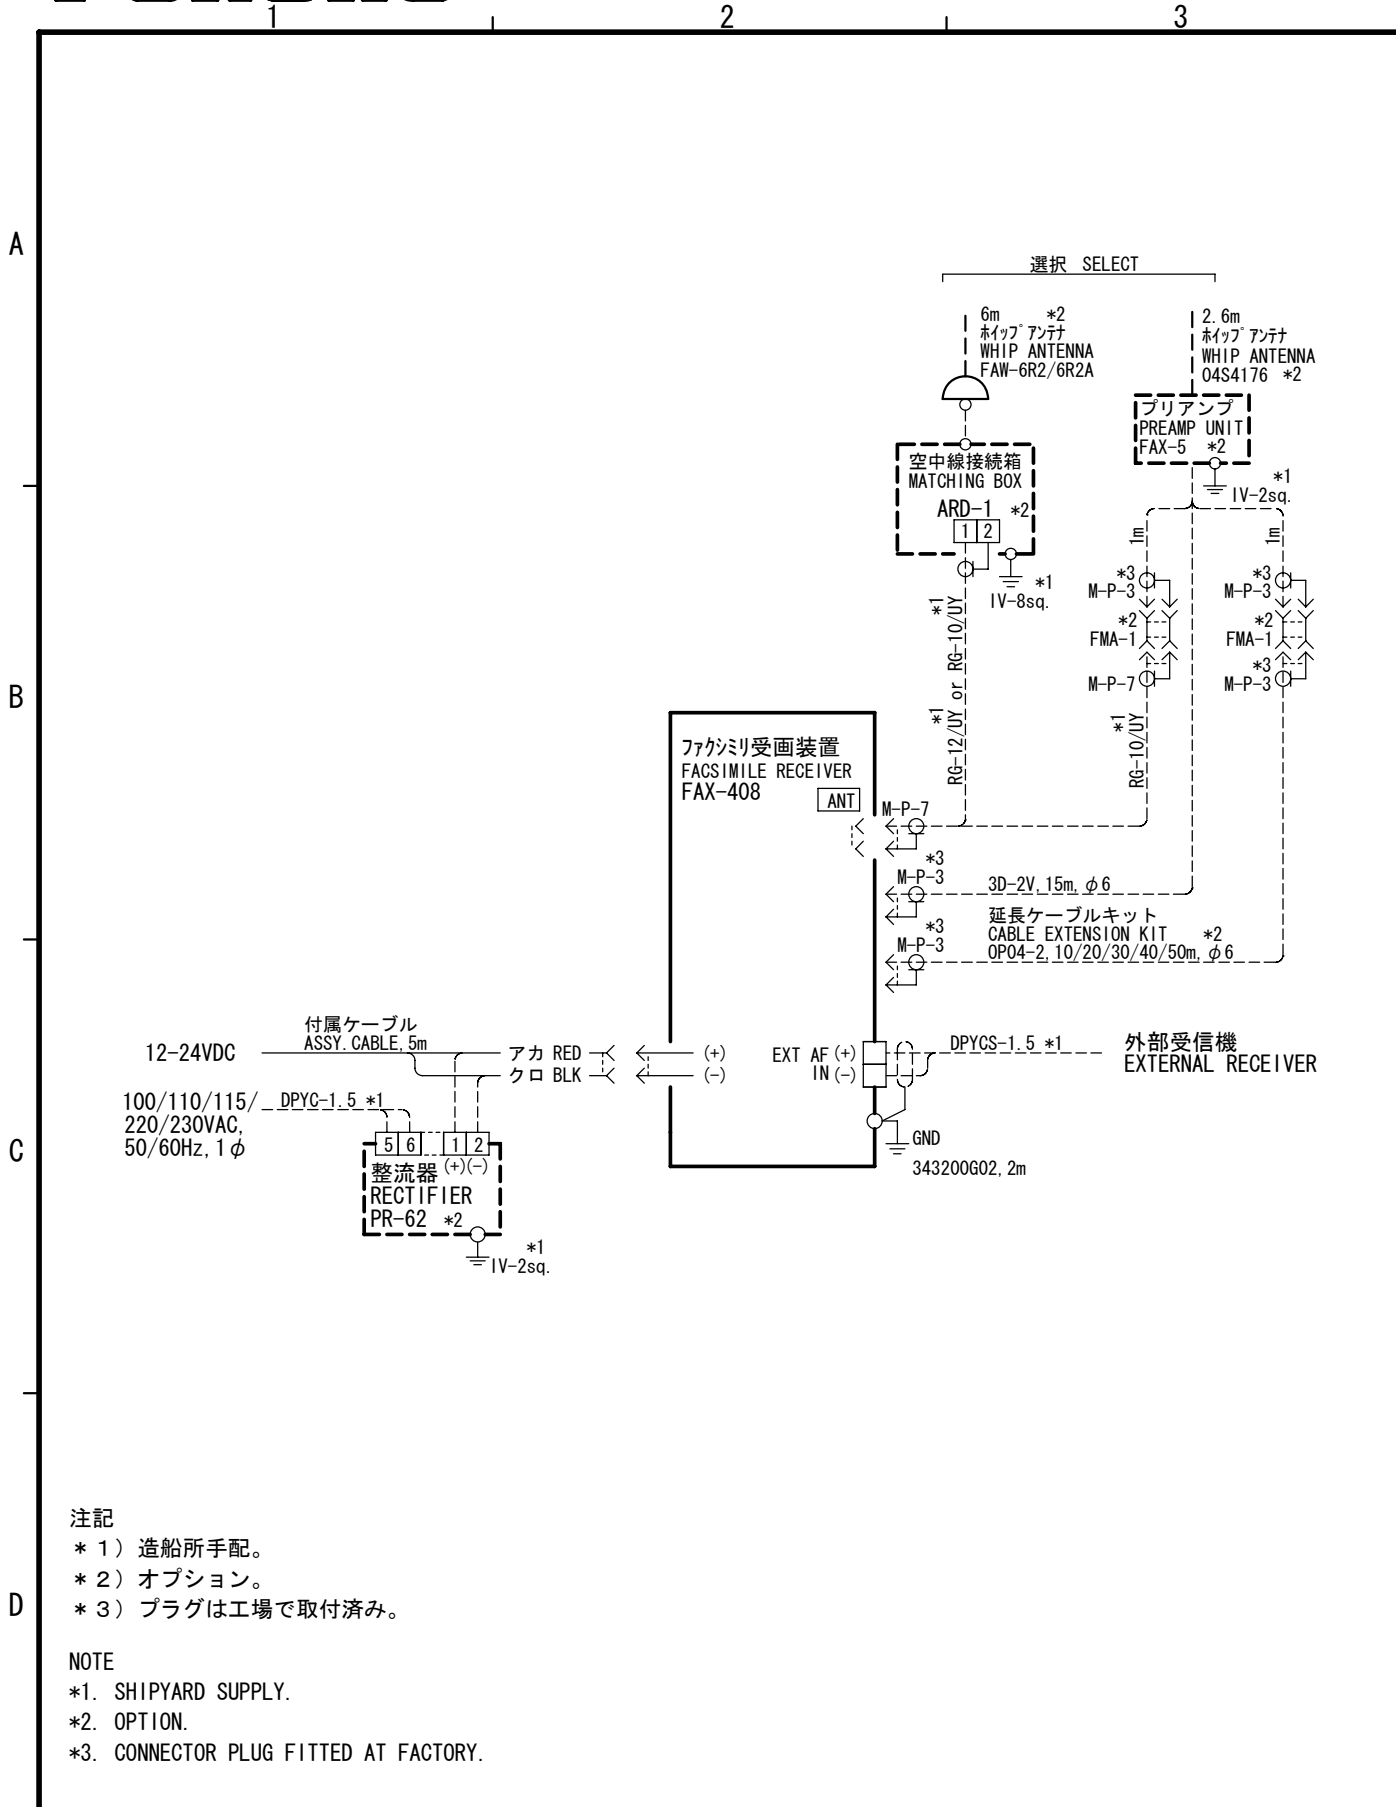 1
2
3
A
B
C
D
選択 SELECT
6m *2
ホイップアンテナ
WHIP ANTENNA
FAW-6R2/6R2A
2.6m
ホイップアンテナ
WHIP ANTENNA
04S4176 *2
プリアンプ
PREAMP UNIT
FAX-5 *2
*1
IV-2sq.
空中線接続箱
MATCHING BOX
ARD-1 *2
1 2
*1
IV-8sq.
1m
1m
*3
M-P-3
*2
FMA-1
M-P-7
*3
M-P-3
*2
FMA-1
*3
M-P-3
*1 *1
RG-12/UY or RG-10/UY
*1
RG-10/UY
ファクシミリ受画装置
FACSIMILE RECEIVER
FAX-408
ANT
M-P-7
*3
M-P-3
3D-2V,15m,φ6
*3
M-P-3
延長ケーブルキット
CABLE EXTENSION KIT *2
OP04-2,10/20/30/40/50m,φ6
付属ケーブル
ASSY.CABLE,5m
12-24VDC
アカ RED
クロ BLK
(+)
(-)
EXT AF (+)
IN (-)
DPYCS-1.5 *1
外部受信機
EXTERNAL RECEIVER
100/110/115/
220/230VAC,
50/60Hz,1φ
DPYC-1.5 *1
5 6 1 2
(+)(-)
整流器
RECTIFIER
PR-62 *2
*1
IV-2sq.
GND
343200G02,2m
注記
*1) 造船所手配。
*2) オプション。
*3) プラグは工場で取付済み。
NOTE
*1. SHIPYARD SUPPLY.
*2. OPTION.
*3. CONNECTOR PLUG FITTED AT FACTORY.